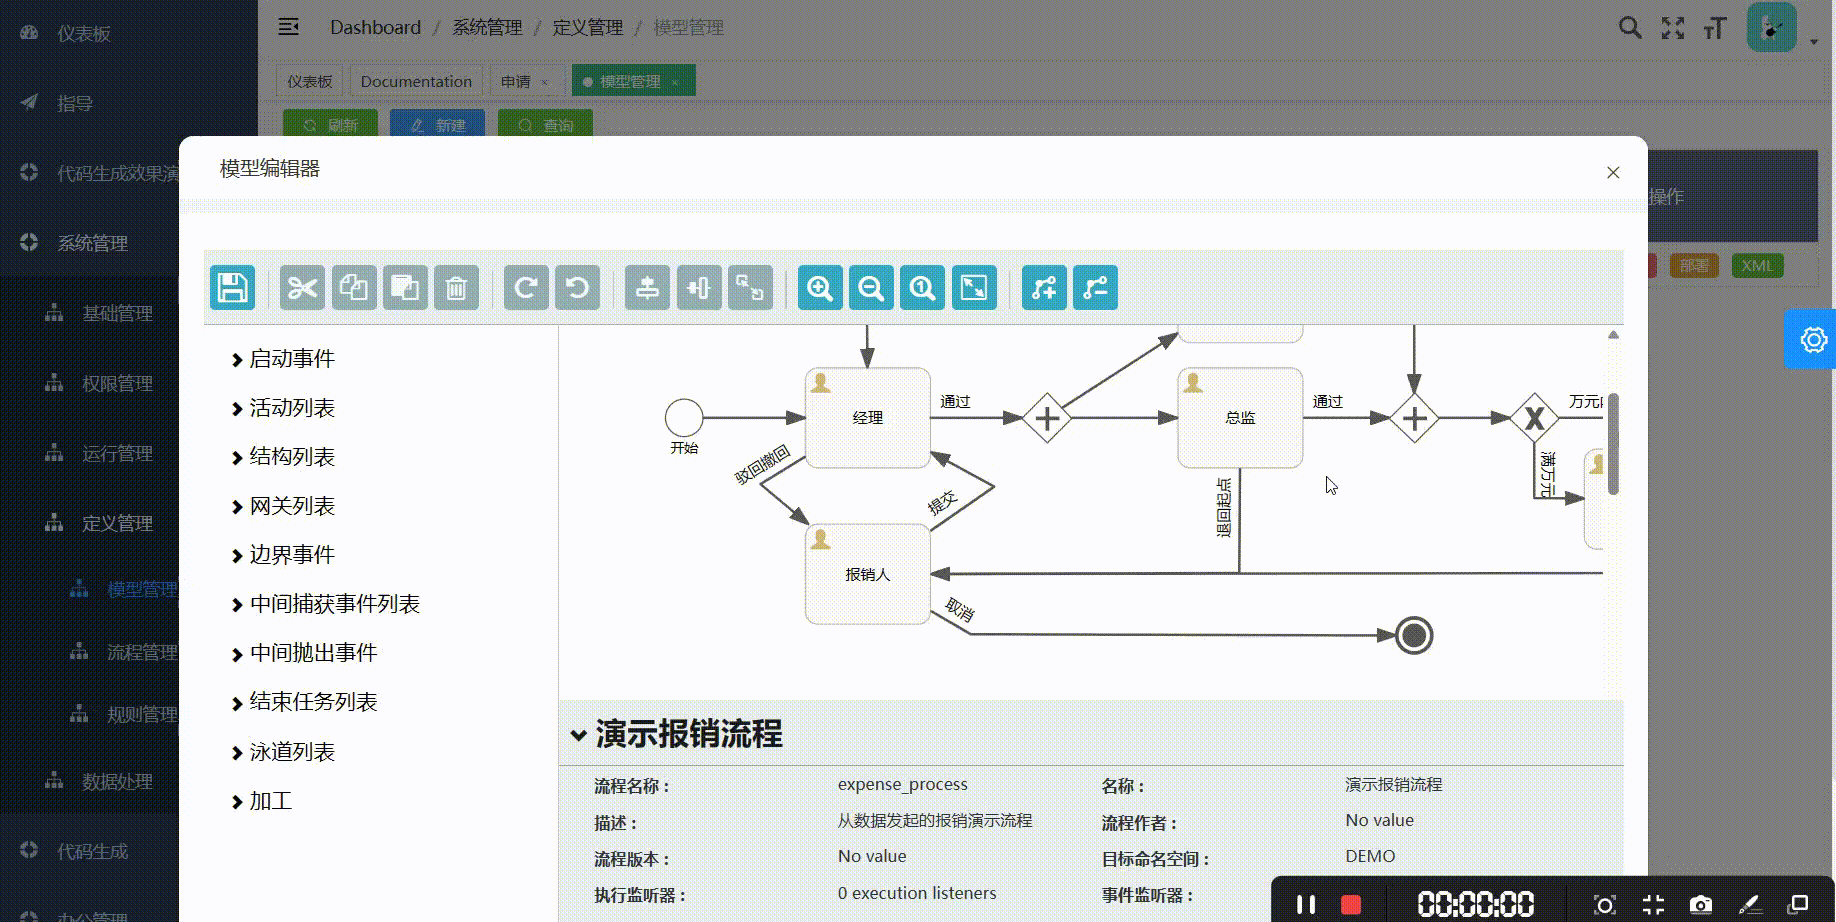 仪表板
指导
代码生成效果演
系统管理
基础管理
权限管理
运行管理
定义管理
模型管理
流程管理
规则管理
数据处理
代码生成
办公管理
Dashboard / 系统管理 / 定义管理 / 模型管理
仪表板 Documentation 申请 × 模型管理 ×
刷新 新建 查询
操作
部署 XML
模型编辑器
启动事件
活动列表
结构列表
网关列表
边界事件
中间捕获事件列表
中间抛出事件
结束任务列表
泳道列表
加工
开始
经理
通过
总监
通过
万元
满万元
驳回撤回
提交
退回起点
报销人
取消
演示报销流程
流程名称： expense_process 名称： 演示报销流程
描述： 从数据发起的报销演示流程 流程作者： No value
流程版本： No value 目标命名空间： DEMO
执行监听器： 0 execution listeners 事件监听器：
00:00:00